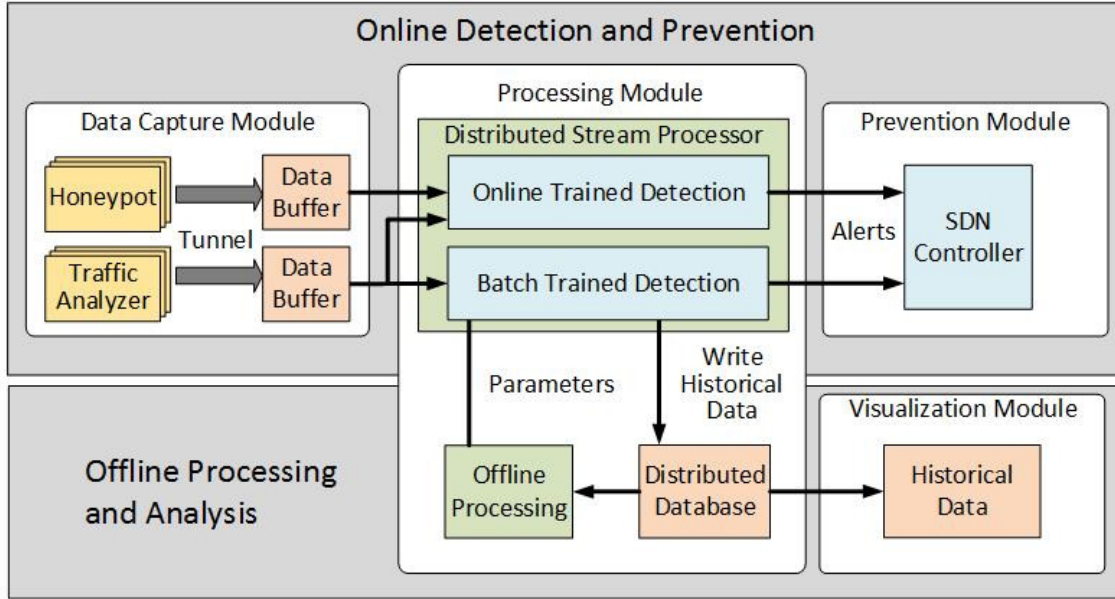 Online Detection and Prevention
Data Capture Module
Honeypot
Data
Buffer
Tunnel
Traffic
Analyzer
Data
Buffer
Processing Module
Distributed Stream Processor
Online Trained Detection
Batch Trained Detection
Prevention Module
Alerts
SDN
Controller
Parameters
Write
Historical
Data
Offline Processing
and Analysis
Offline
Processing
Distributed
Database
Visualization Module
Historical
Data